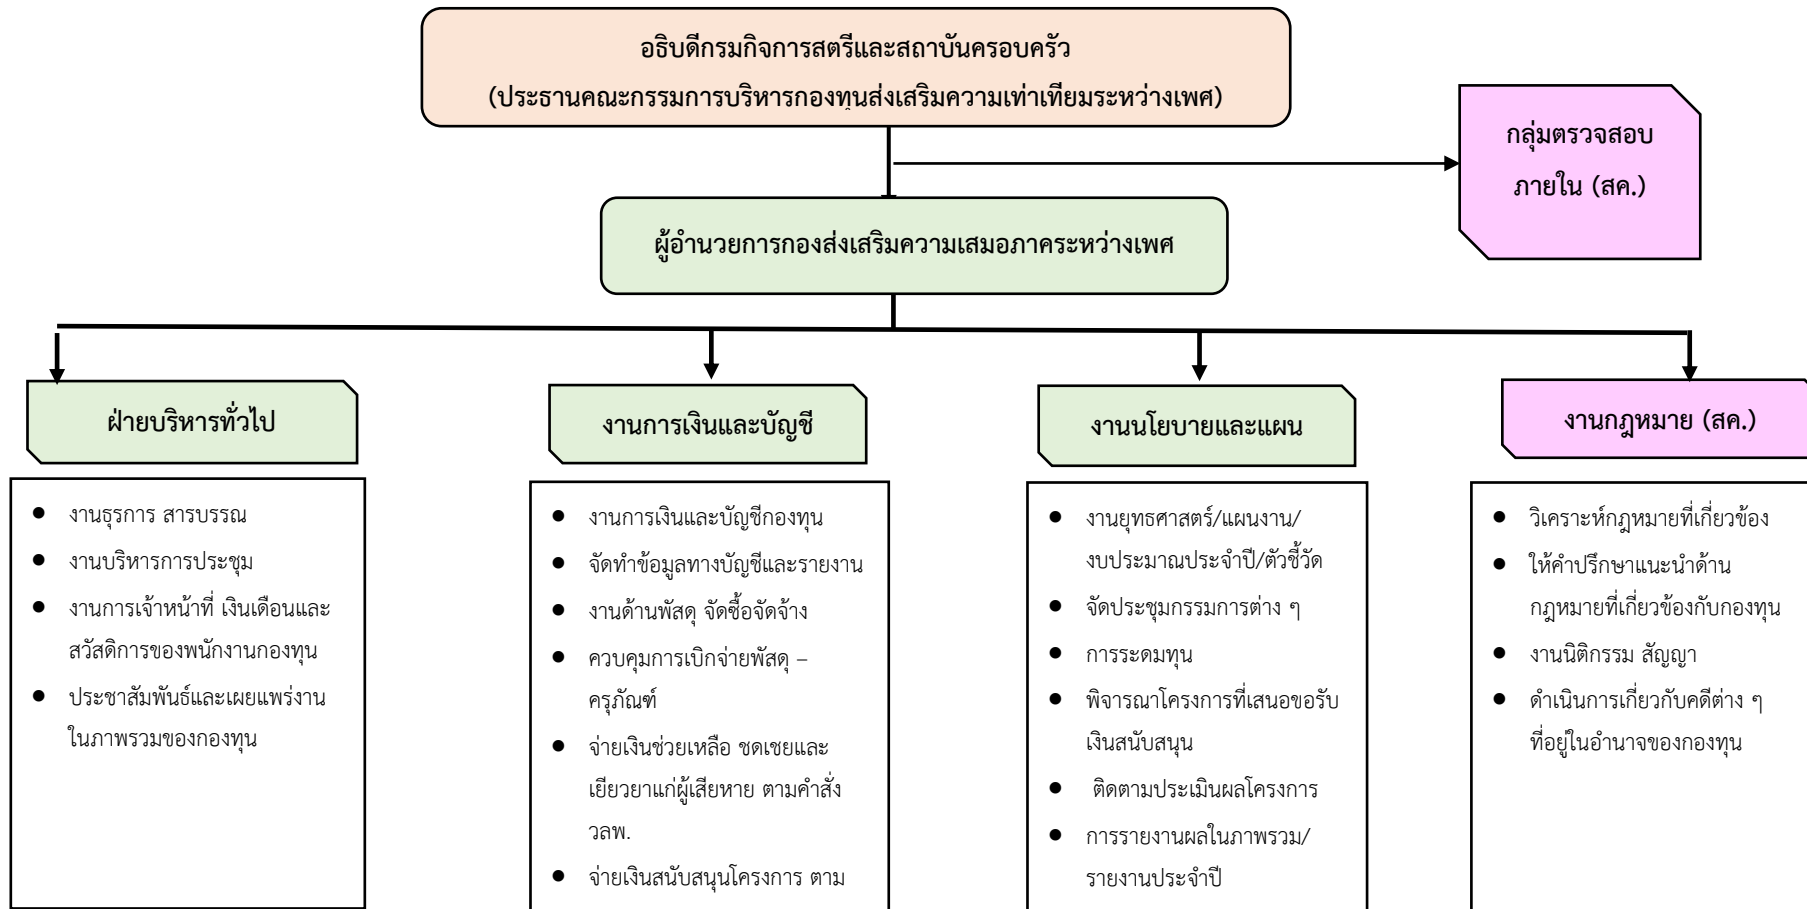 อธิบดีกรมกิจการสตรีและสถาบันครอบครัว
(ประธานคณะกรรมการบริหารกองทุนส่งเสริมความเท่าเทียมระหว่างเพศ)
กลุ่มตรวจสอบ
ภายใน (สค.)
ผู้อำนวยการกองส่งเสริมความเสมอภาคระหว่างเพศ
ฝ่ายบริหารทั่วไป
● งานธุรการ สารบรรณ
● งานบริหารการประชุม
● งานการเจ้าหน้าที่ เงินเดือนและ
สวัสดิการของพนักงานกองทุน
● ประชาสัมพันธ์และเผยแพร่งาน
ในภาพรวมของกองทุน
งานการเงินและบัญชี
● งานการเงินและบัญชีกองทุน
● จัดทำข้อมูลทางบัญชีและรายงาน
● งานด้านพัสดุ จัดซื้อจัดจ้าง
● ควบคุมการเบิกจ่ายพัสดุ –
ครุภัณฑ์
● จ่ายเงินช่วยเหลือ ชดเชยและ
เยียวยาแก่ผู้เสียหาย ตามคำสั่ง
วลพ.
● จ่ายเงินสนับสนุนโครงการ ตาม
งานนโยบายและแผน
● งานยุทธศาสตร์/แผนงาน/
งบประมาณประจำปี/ตัวชี้วัด
● จัดประชุมกรรมการต่าง ๆ
● การระดมทุน
● พิจารณาโครงการที่เสนอขอรับ
เงินสนับสนุน
● ติดตามประเมินผลโครงการ
● การรายงานผลในภาพรวม/
รายงานประจำปี
งานกฎหมาย (สค.)
● วิเคราะห์กฎหมายที่เกี่ยวข้อง
● ให้คำปรึกษาแนะนำด้าน
กฎหมายที่เกี่ยวข้องกับกองทุน
● งานนิติกรรม สัญญา
● ดำเนินการเกี่ยวกับคดีต่าง ๆ
ที่อยู่ในอำนาจของกองทุน